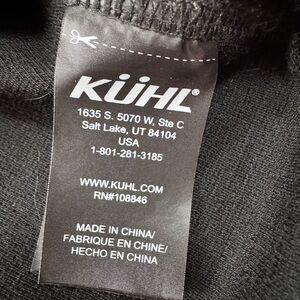 KÜHL®
1635 S. 5070 W, Ste C
Salt Lake, UT 84104
USA
1-801-281-3185
WWW.KUHL.COM
RN#108846
MADE IN CHINA/
FABRIQUE EN CHINE/
HECHO EN CHINA